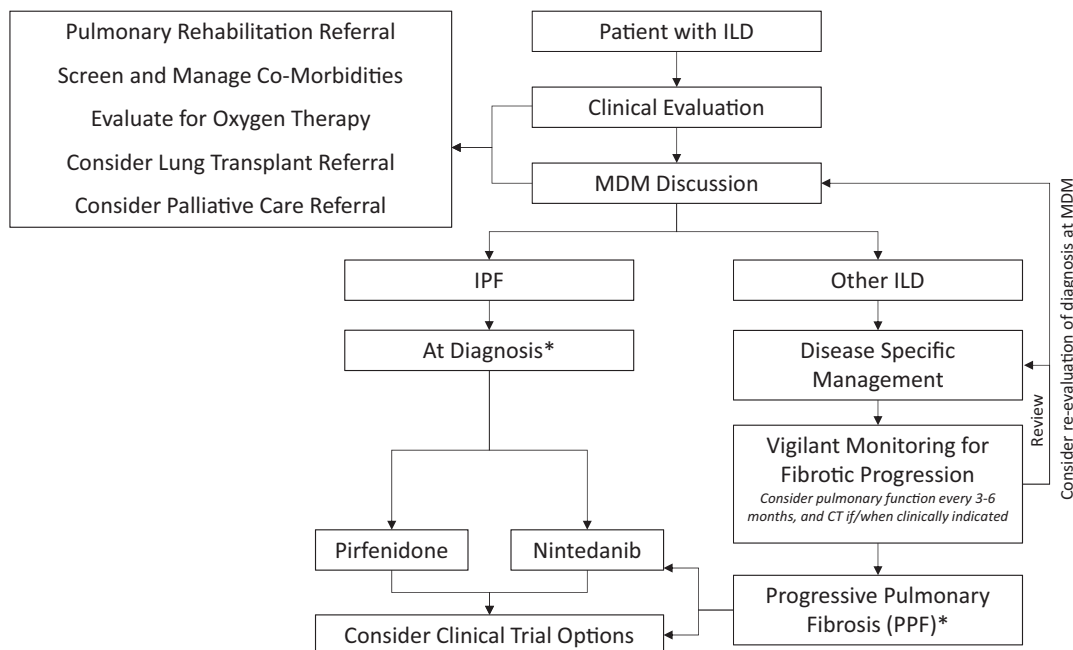 Pulmonary Rehabilitation Referral
Screen and Manage Co-Morbidities
Evaluate for Oxygen Therapy
Consider Lung Transplant Referral
Consider Palliative Care Referral
Patient with ILD
Clinical Evaluation
MDM Discussion
IPF
At Diagnosis*
Other ILD
Disease Specific
Management
Vigilant Monitoring for
Fibrotic Progression
Consider pulmonary function every 3-6
months, and CT if/when clinically indicated
Review
Consider re-evaluation of diagnosis at MDM
Pirfenidone
Nintedanib
Progressive Pulmonary
Fibrosis (PPF)*
Consider Clinical Trial Options